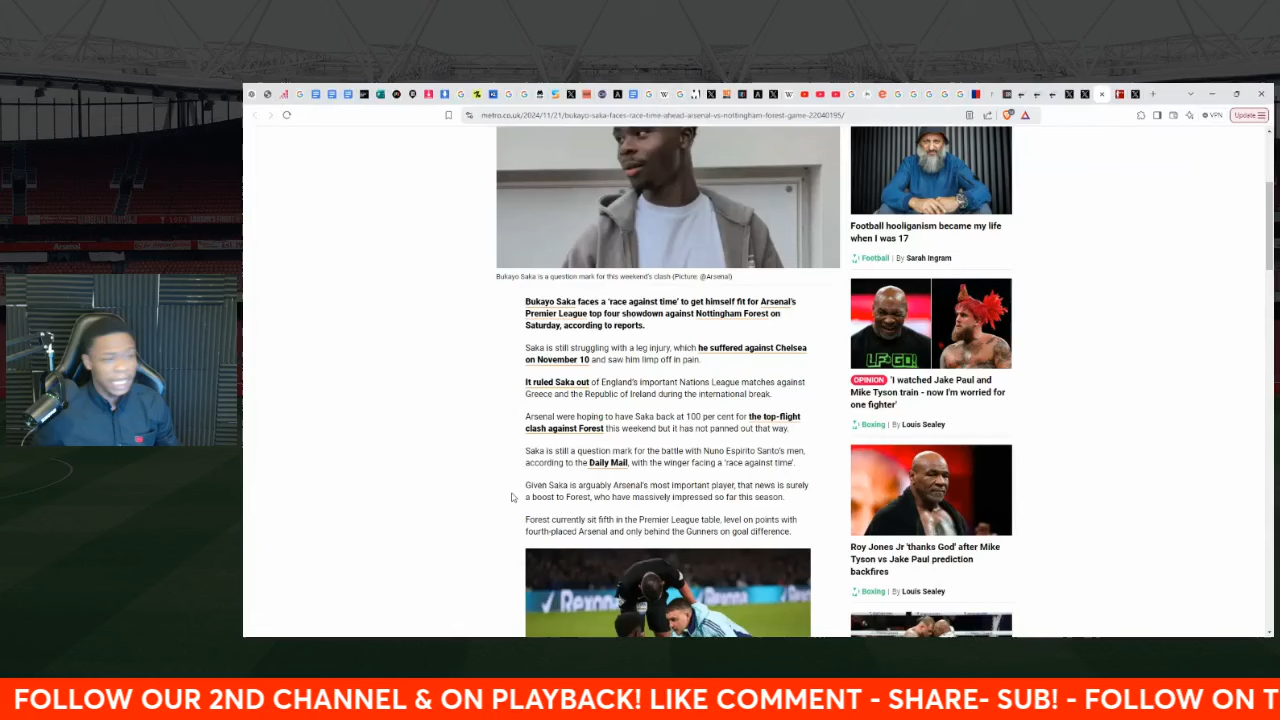 metro.co.uk/2024/11/21/bukayo-saka-faces-race-time-ahead-arsenal-vs-nottingham-forest-game-22040195/
VPN
Update
Bukayo Saka is a question mark for this weekend's clash (Picture: @Arsenal)
Bukayo Saka faces a 'race against time' to get himself fit for Arsenal's
Premier League top four showdown against Nottingham Forest on
Saturday, according to reports.
Saka is still struggling with a leg injury, which he suffered against Chelsea
on November 10 and saw him limp off in pain.
It ruled Saka out of England's important Nations League matches against
Greece and the Republic of Ireland during the international break.
Arsenal were hoping to have Saka back at 100 per cent for the top-flight
clash against Forest this weekend but it has not panned out that way.
Saka is still a question mark for the battle with Nuno Espirito Santo's men,
according to the Daily Mail, with the winger facing a 'race against time'.
Given Saka is arguably Arsenal's most important player, that news is surely
a boost to Forest, who have massively impressed so far this season.
Forest currently sit fifth in the Premier League table, level on points with
fourth-placed Arsenal and only behind the Gunners on goal difference.
Rexona
Football hooliganism became my life
when I was 17
Football | By Sarah Ingram
LF*GO!
OPINION 'I watched Jake Paul and
Mike Tyson train - now I'm worried for
one fighter'
Boxing | By Louis Sealey
Roy Jones Jr 'thanks God' after Mike
Tyson vs Jake Paul prediction
backfires
Boxing | By Louis Sealey
Arsenal
FOLLOW OUR 2ND CHANNEL & ON PLAYBACK! LIKE COMMENT - SHARE- SUB! - FOLLOW ON T